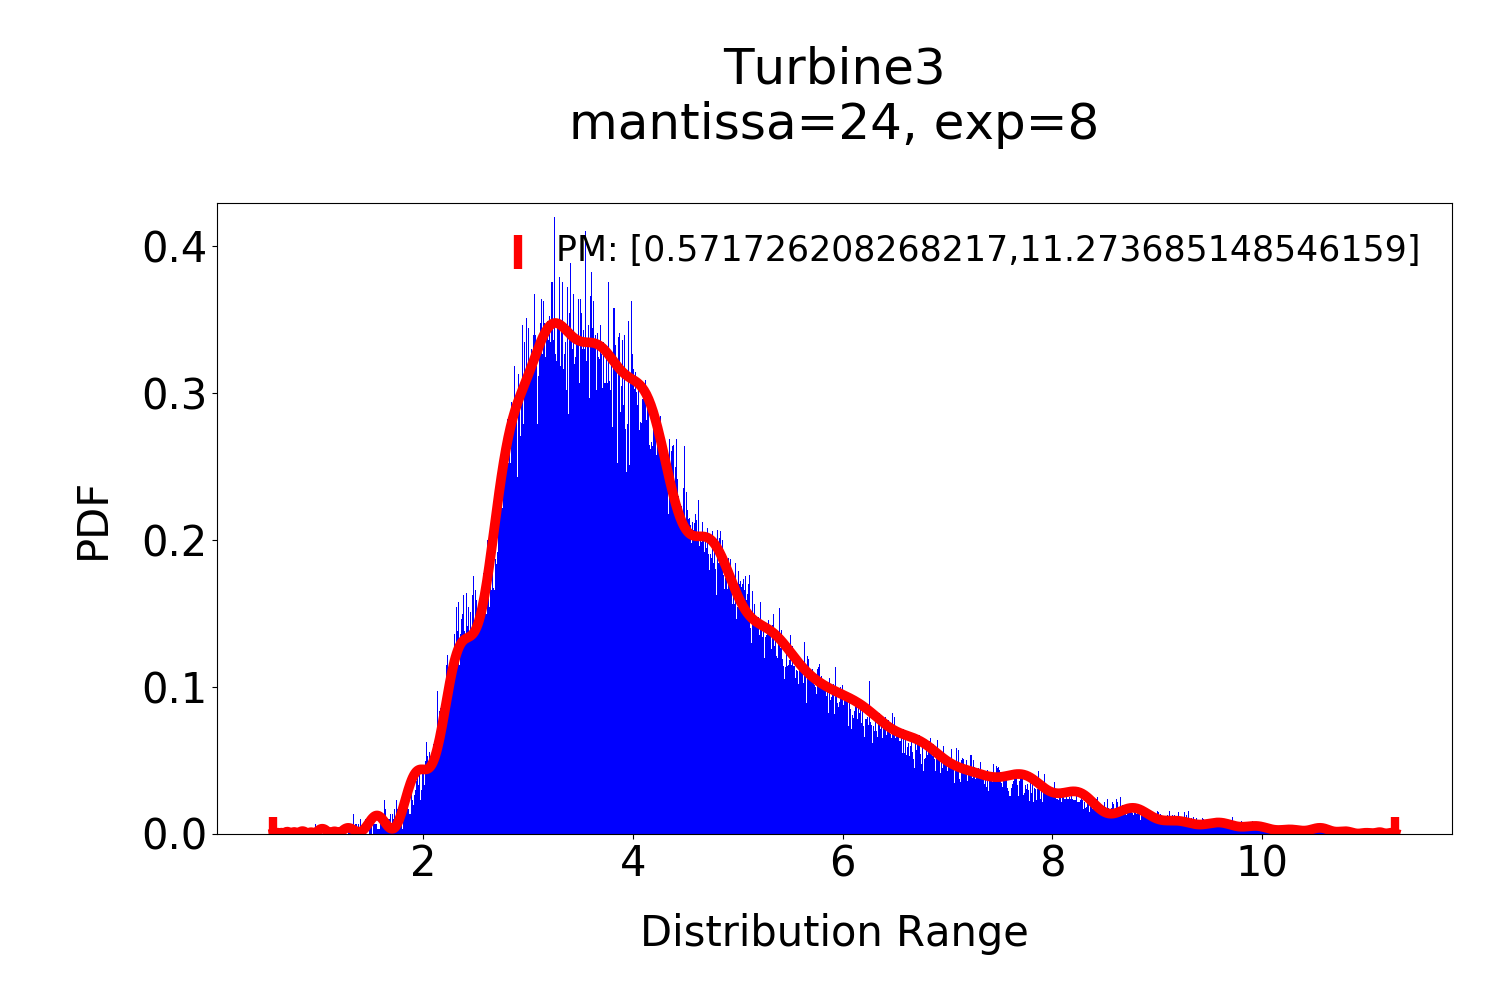 Turbine3
mantissa=24, exp=8
PM: [0.571726208268217,11.273685148546159]
0.4
0.3
0.2
0.1
0.0
PDF
2 4 6 8 10
Distribution Range